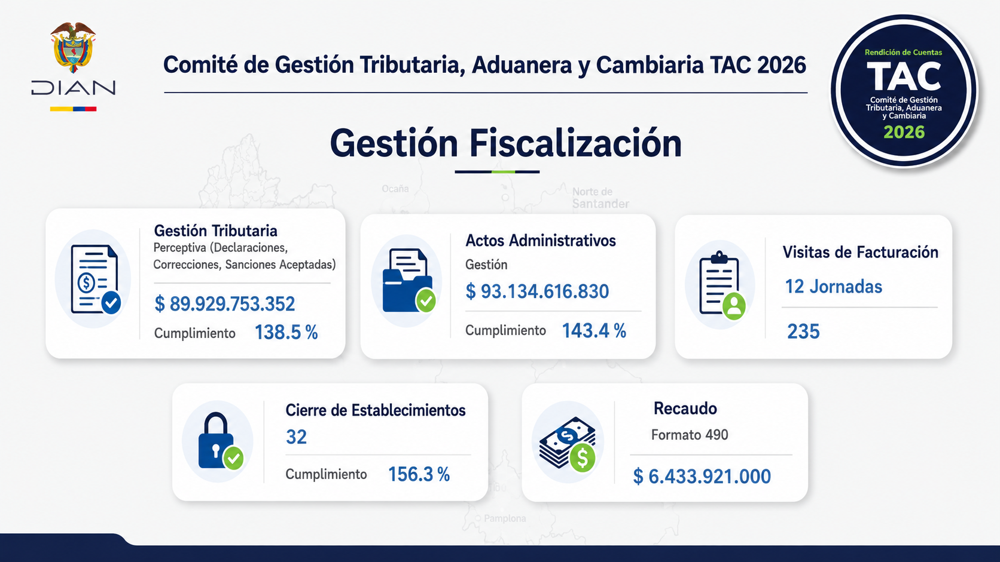 DIAN
Comité de Gestión Tributaria, Aduanera y Cambiaria TAC 2026
Rendición de Cuentas
TAC
Comité de Gestión
Tributaria, Aduanera
y Cambiaria
2026
Gestión Fiscalización
Ocaña
Norte de
Santander
Gestión Tributaria
Perceptiva (Declaraciones,
Correcciones, Sanciones Aceptadas)
$ 89.929.753.352
Cumplimiento 138.5 %
Actos Administrativos
Gestión
$ 93.134.616.830
Cumplimiento 143.4 %
Visitas de Facturación
12 Jornadas
235
Cierre de Establecimientos
32
Cumplimiento 156.3 %
Recaudo
Formato 490
$ 6.433.921.000
Pamplona